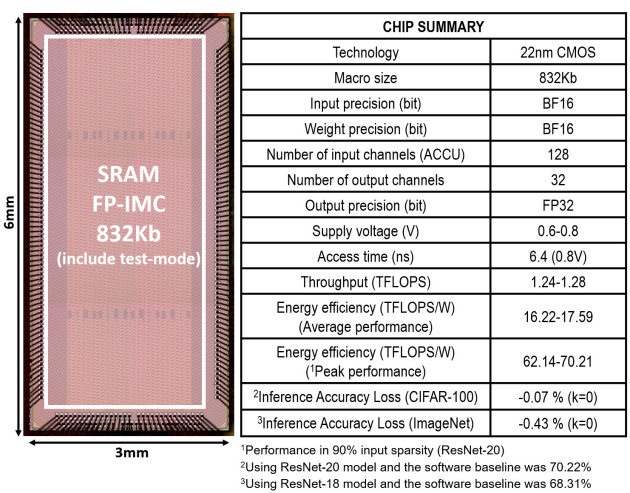 6mm
SRAM
FP-IMC
832Kb
(include test-mode)
3mm
CHIP SUMMARY
Technology 22nm CMOS
Macro size 832Kb
Input precision (bit) BF16
Weight precision (bit) BF16
Number of input channels (ACCU) 128
Number of output channels 32
Output precision (bit) FP32
Supply voltage (V) 0.6-0.8
Access time (ns) 6.4 (0.8V)
Throughput (TFLOPS) 1.24-1.28
Energy efficiency (TFLOPS/W)
(Average performance) 16.22-17.59
Energy efficiency (TFLOPS/W)
(¹Peak performance) 62.14-70.21
²Inference Accuracy Loss (CIFAR-100) -0.07 % (k=0)
³Inference Accuracy Loss (ImageNet) -0.43 % (k=0)
¹Performance in 90% input sparsity (ResNet-20)
²Using ResNet-20 model and the software baseline was 70.22%
³Using ResNet-18 model and the software baseline was 68.31%